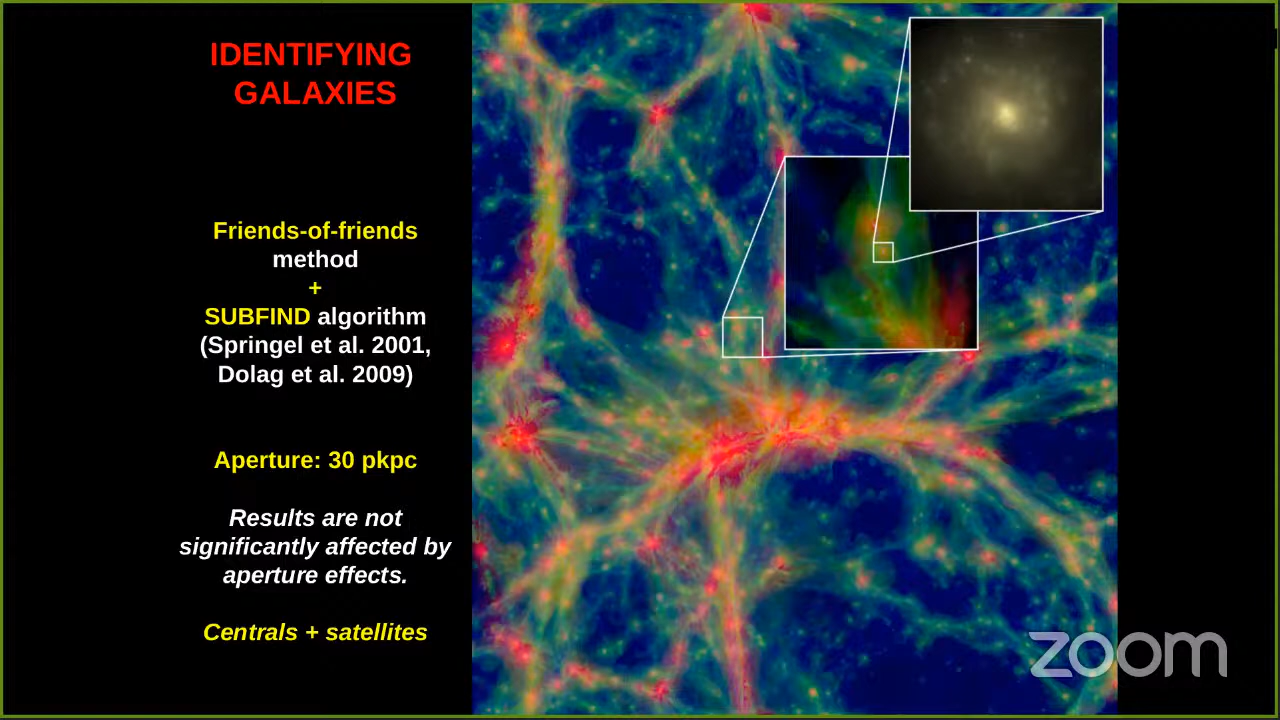 IDENTIFYING
GALAXIES
Friends-of-friends
method
+
SUBFIND algorithm
(Springel et al. 2001,
Dolag et al. 2009)
Aperture: 30 pkpc
Results are not
significantly affected by
aperture effects.
Centrals + satellites
zoom